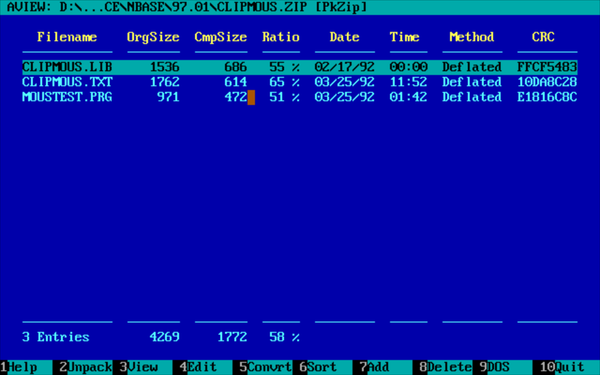 AVIEW: D:\...CE\NBASE\97.01\CLIPMOUS.ZIP [PkZip]
Filename OrgSize CmpSize Ratio Date Time Method CRC
CLIPMOUS.LIB 1536 686 55 % 02/17/92 00:00 Deflated FFCF5483
CLIPMOUS.TXT 1762 614 65 % 03/25/92 11:52 Deflated 10DA8C28
MOUSTEST.PRG 971 472 51 % 03/25/92 01:42 Deflated E1816C8C
3 Entries 4269 1772 58 %
1Help 2Unpack 3View 4Edit 5Convrt 6Sort 7Add 8Delete 9DOS 10Quit